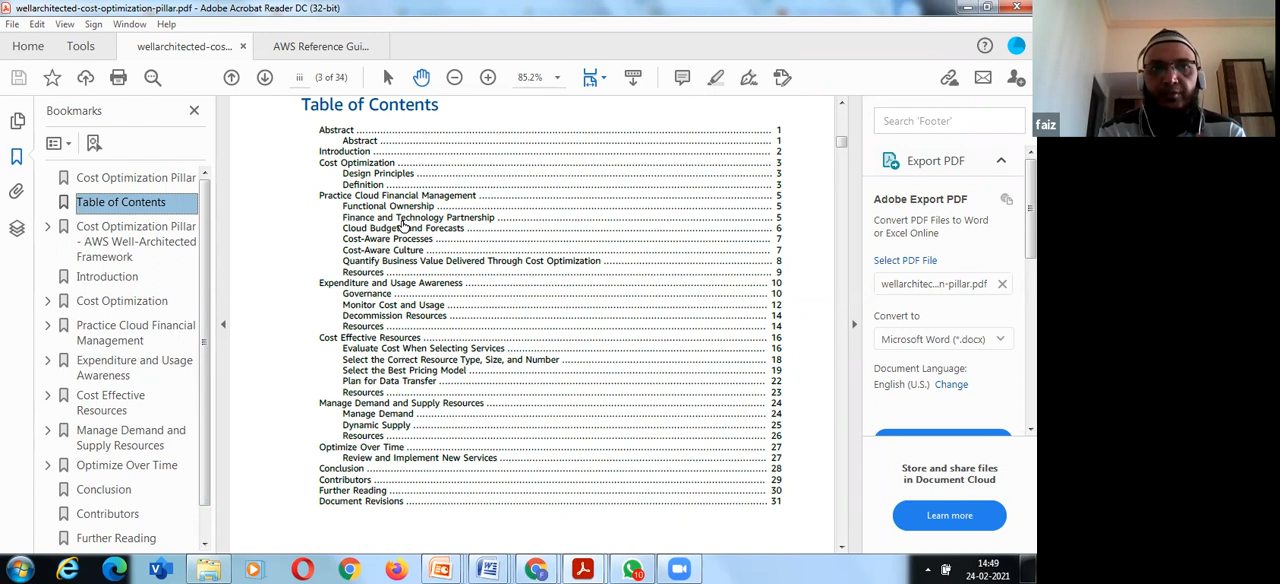 wellarchitected-cost-optimization-pillar.pdf - Adobe Acrobat Reader DC (32-bit)
File Edit View Sign Window Help
Home Tools wellarchitected-cos... × AWS Reference Gui...
iii (3 of 34) 85.2%
Bookmarks
Cost Optimization Pillar
Table of Contents
Cost Optimization Pillar
- AWS Well-Architected
Framework
Introduction
Cost Optimization
Practice Cloud Financial
Management
Expenditure and Usage
Awareness
Cost Effective
Resources
Manage Demand and
Supply Resources
Optimize Over Time
Conclusion
Contributors
Further Reading
Table of Contents
Abstract 1
Abstract 1
Introduction 2
Cost Optimization 3
Design Principles 3
Definition 3
Practice Cloud Financial Management 5
Functional Ownership 5
Finance and Technology Partnership 5
Cloud Budgets and Forecasts 6
Cost-Aware Processes 7
Cost-Aware Culture 7
Quantify Business Value Delivered Through Cost Optimization 8
Resources 9
Expenditure and Usage Awareness 10
Governance 10
Monitor Cost and Usage 12
Decommission Resources 14
Resources 14
Cost Effective Resources 16
Evaluate Cost When Selecting Services 16
Select the Correct Resource Type, Size, and Number 18
Select the Best Pricing Model 19
Plan for Data Transfer 22
Resources 23
Manage Demand and Supply Resources 24
Manage Demand 24
Dynamic Supply 25
Resources 26
Optimize Over Time 27
Review and Implement New Services 27
Conclusion 28
Contributors 29
Further Reading 30
Document Revisions 31
Search 'Footer'
Export PDF
Adobe Export PDF
Convert PDF Files to Word
or Excel Online
Select PDF File
wellarchitec...n-pillar.pdf ×
Convert to
Microsoft Word (*.docx)
Document Language:
English (U.S.) Change
Store and share files
in Document Cloud
Learn more
faiz
10
14:49
24-02-2021